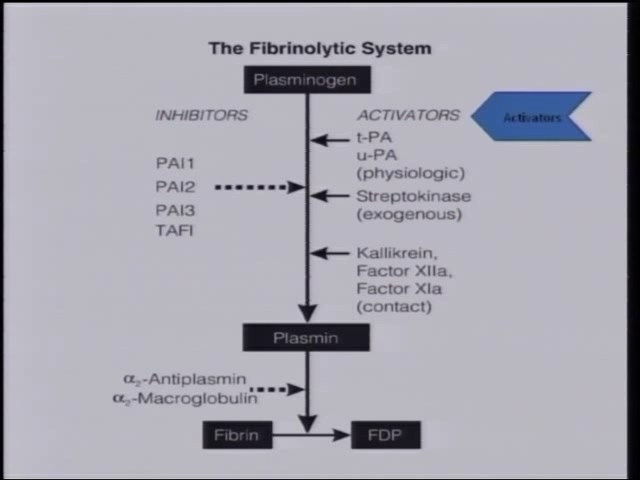 The Fibrinolytic System
Plasminogen
INHIBITORS
ACTIVATORS
Activators
t-PA
u-PA
(physiologic)
PAI1
PAI2
PAI3
TAFI
Streptokinase
(exogenous)
Kallikrein,
Factor XIIa,
Factor XIa
(contact)
Plasmin
α₂-Antiplasmin
α₂-Macroglobulin
Fibrin
FDP